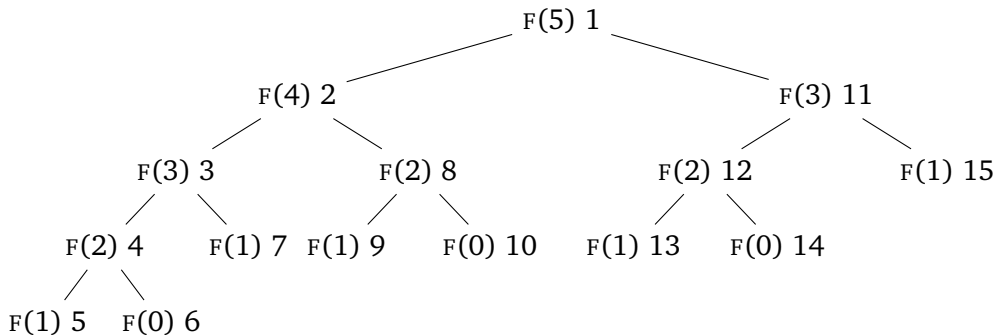 F(5) 1
F(4) 2 F(3) 11
F(3) 3 F(2) 8 F(2) 12 F(1) 15
F(2) 4 F(1) 7 F(1) 9 F(0) 10 F(1) 13 F(0) 14
F(1) 5 F(0) 6